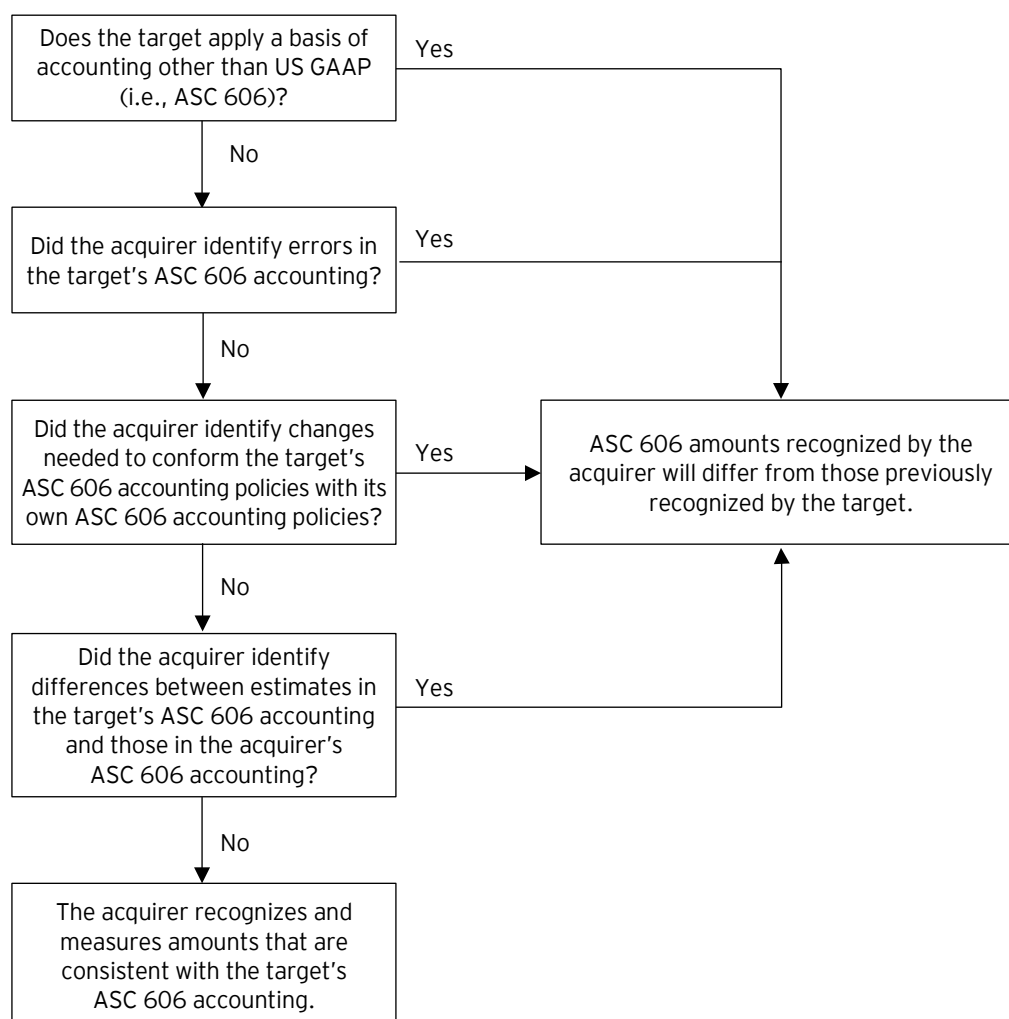 Does the target apply a basis of
accounting other than US GAAP
(i.e., ASC 606)?
Yes
No
Did the acquirer identify errors in
the target's ASC 606 accounting?
Yes
No
Did the acquirer identify changes
needed to conform the target's
ASC 606 accounting policies with its
own ASC 606 accounting policies?
Yes
ASC 606 amounts recognized by the
acquirer will differ from those previously
recognized by the target.
No
Did the acquirer identify
differences between estimates in
the target's ASC 606 accounting
and those in the acquirer's
ASC 606 accounting?
Yes
No
The acquirer recognizes and
measures amounts that are
consistent with the target's
ASC 606 accounting.